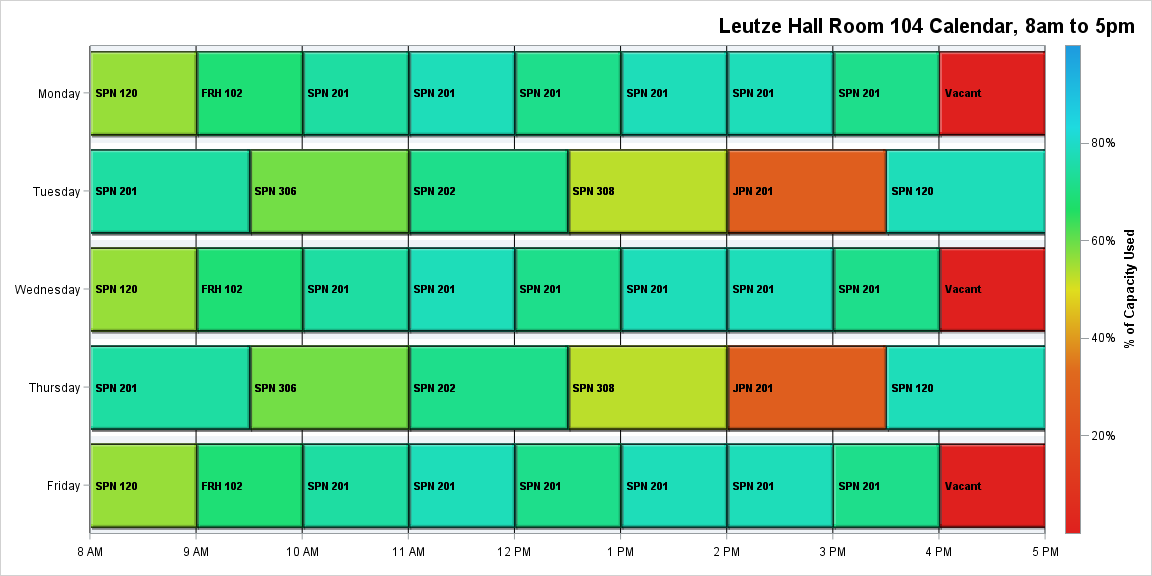 Leutze Hall Room 104 Calendar, 8am to 5pm
Monday SPN 120 FRH 102 SPN 201 SPN 201 SPN 201 SPN 201 SPN 201 SPN 201 Vacant
80%
Tuesday SPN 201 SPN 306 SPN 202 SPN 308 JPN 201 SPN 120
60%
% of Capacity Used
Wednesday SPN 120 FRH 102 SPN 201 SPN 201 SPN 201 SPN 201 SPN 201 SPN 201 Vacant
40%
Thursday SPN 201 SPN 306 SPN 202 SPN 308 JPN 201 SPN 120
20%
Friday SPN 120 FRH 102 SPN 201 SPN 201 SPN 201 SPN 201 SPN 201 SPN 201 Vacant
8 AM 9 AM 10 AM 11 AM 12 PM 1 PM 2 PM 3 PM 4 PM 5 PM